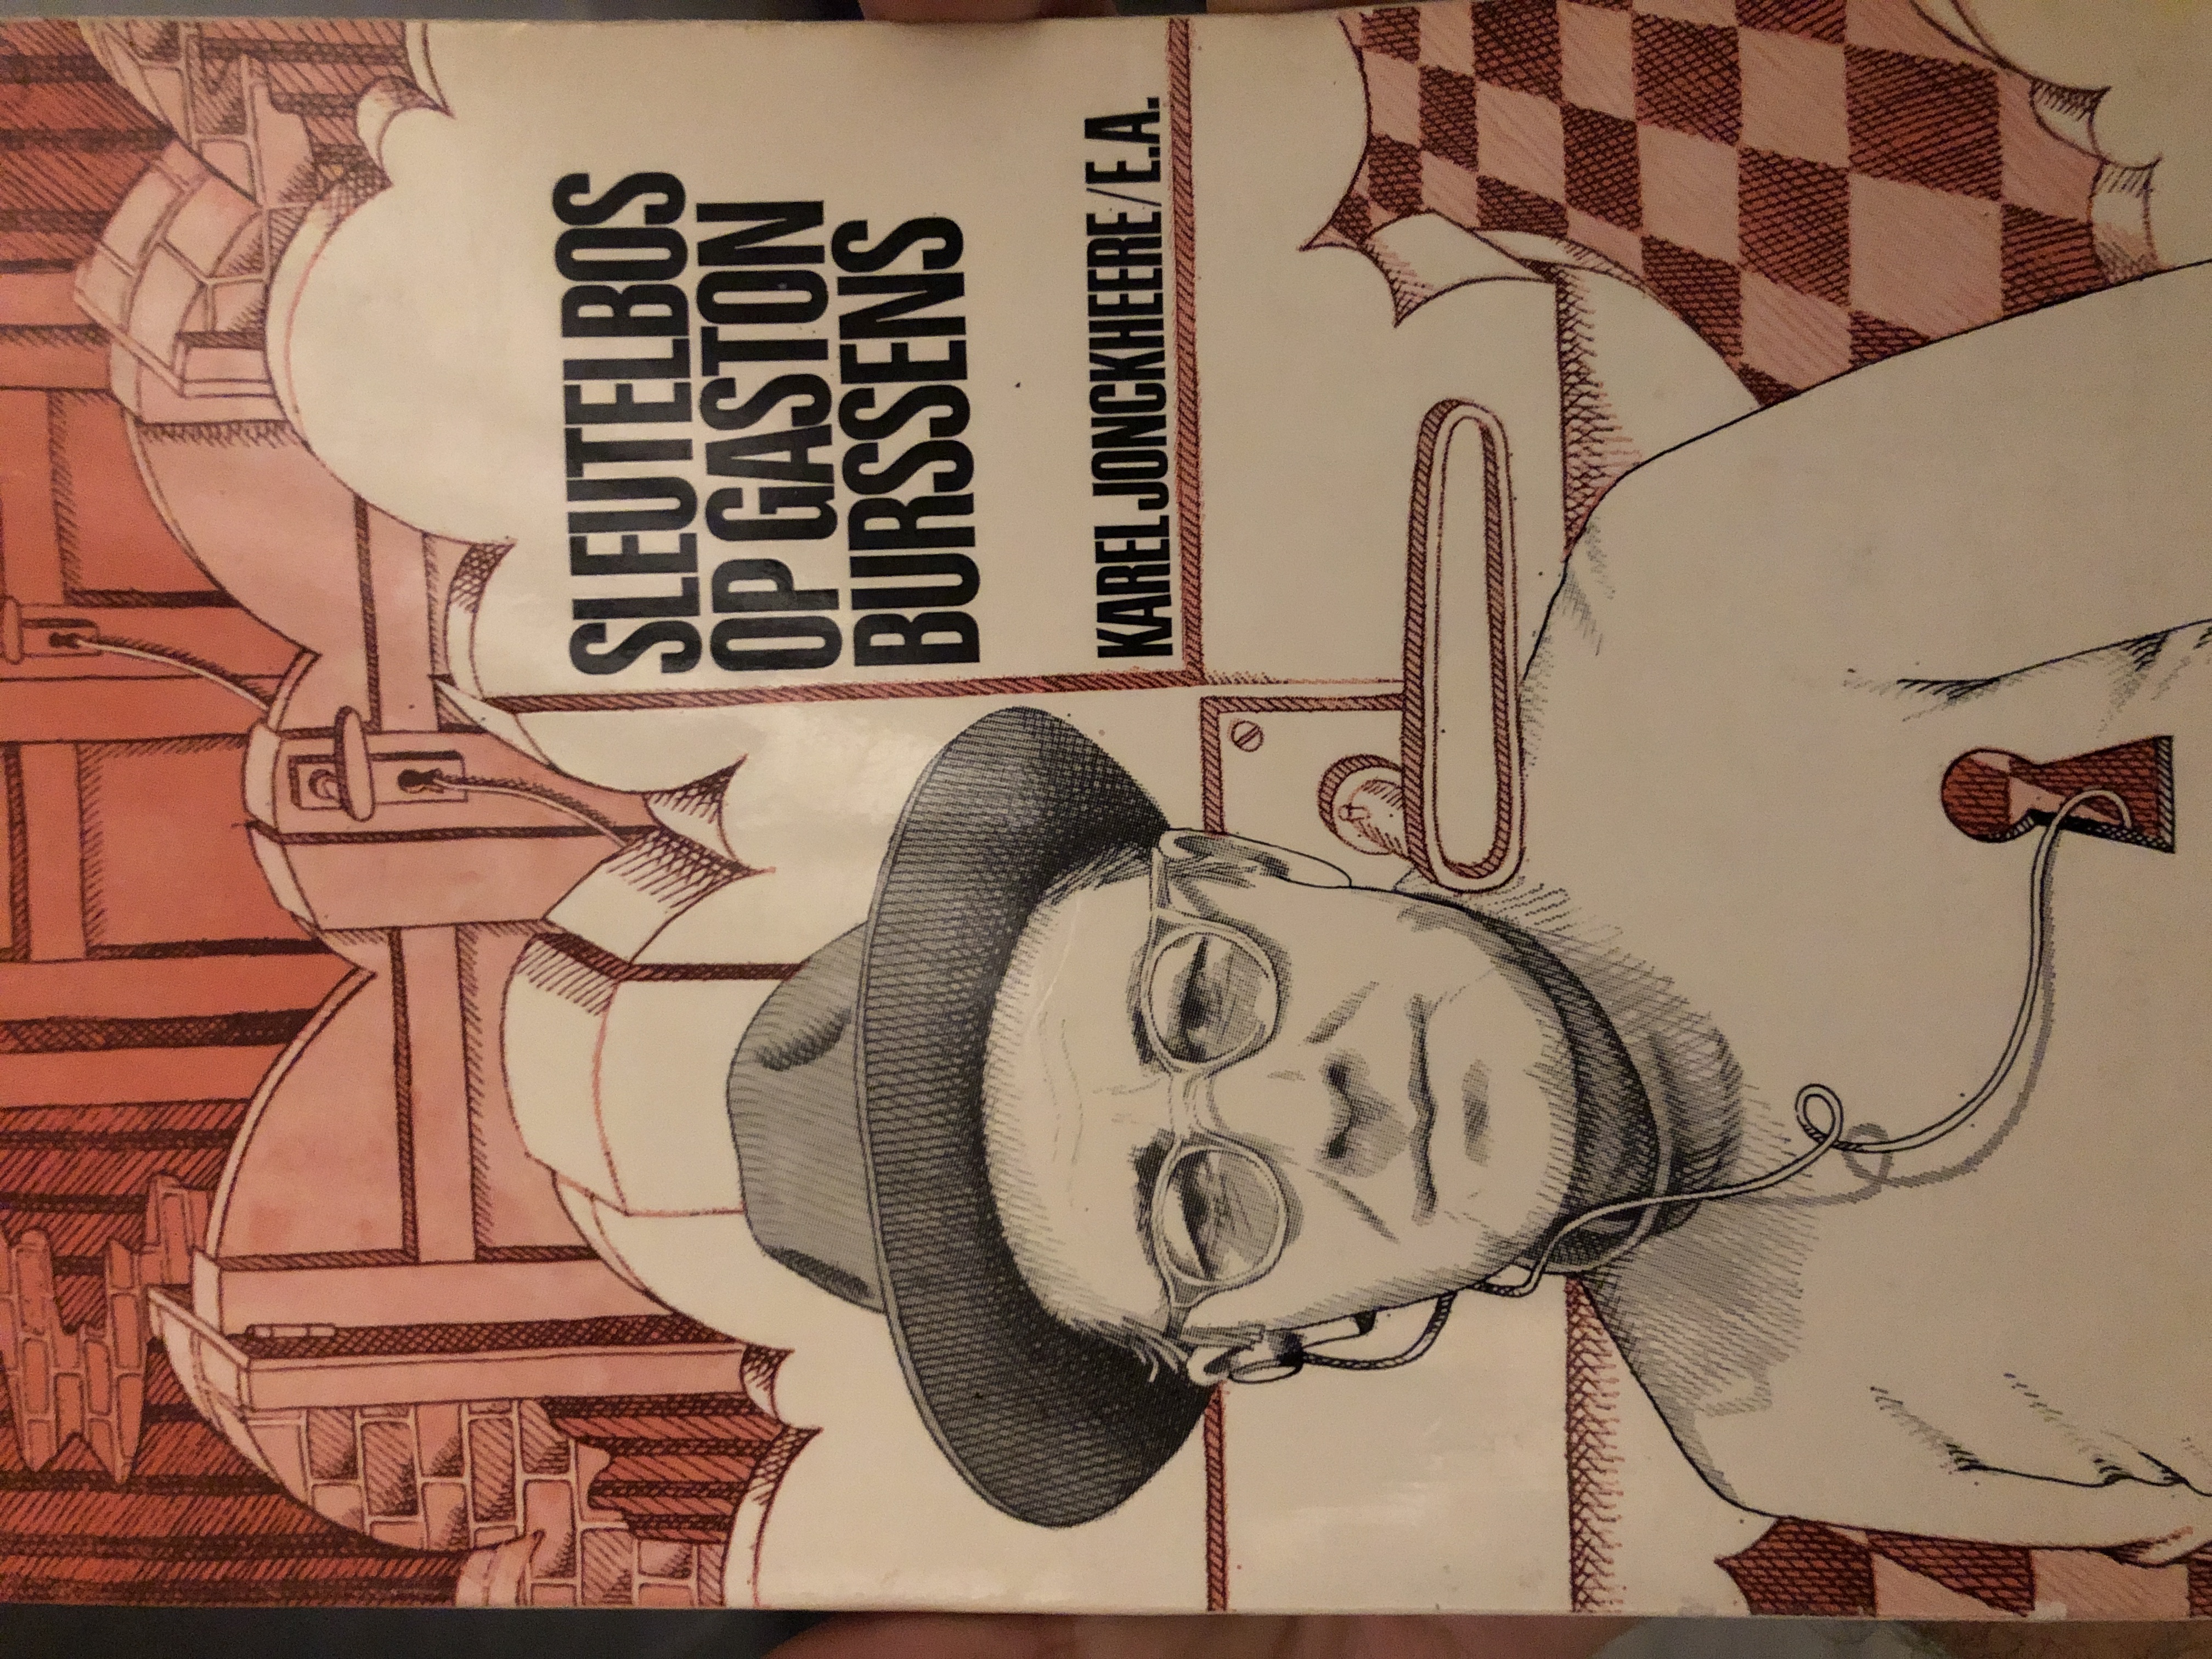 SLEUTELBOS
OP GASTON
BURSSENS
KAREL JONCKHEERE/E.A.